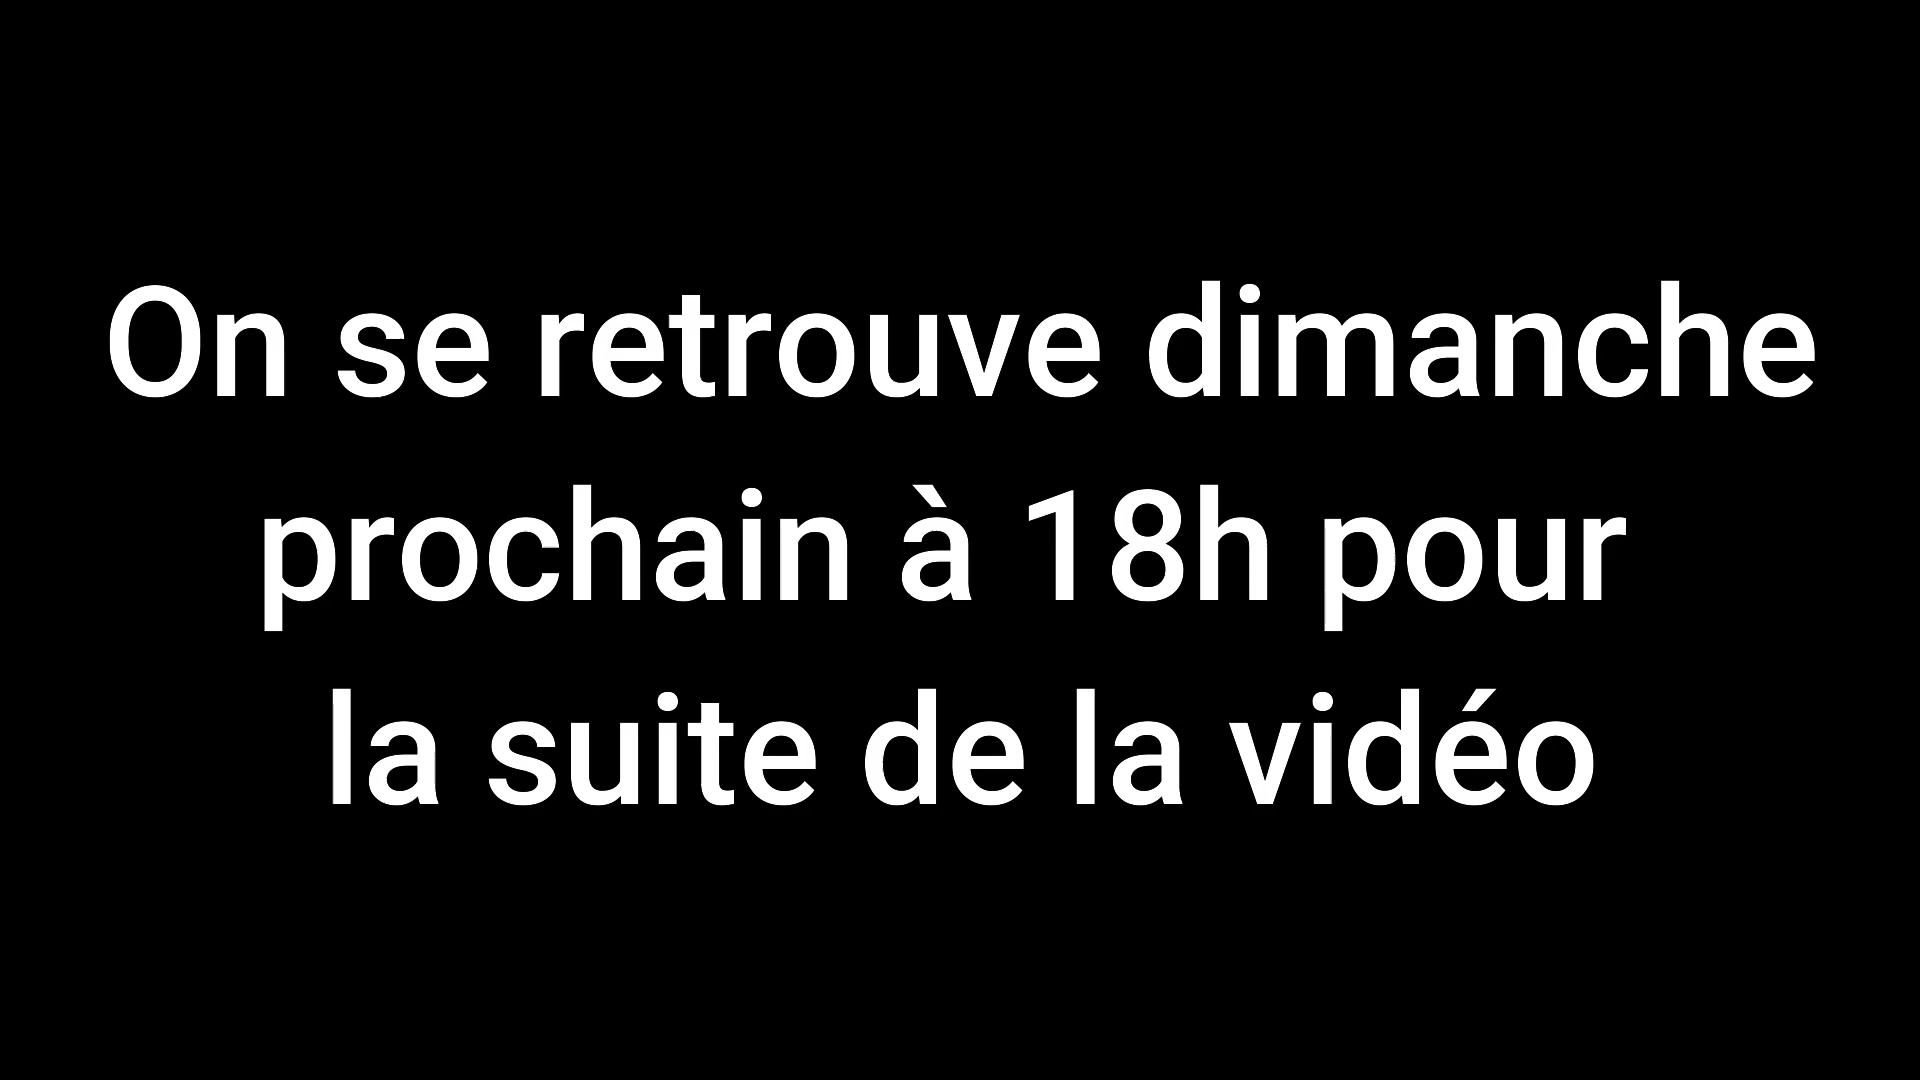 On se retrouve dimanche
prochain à 18h pour
la suite de la vidéo